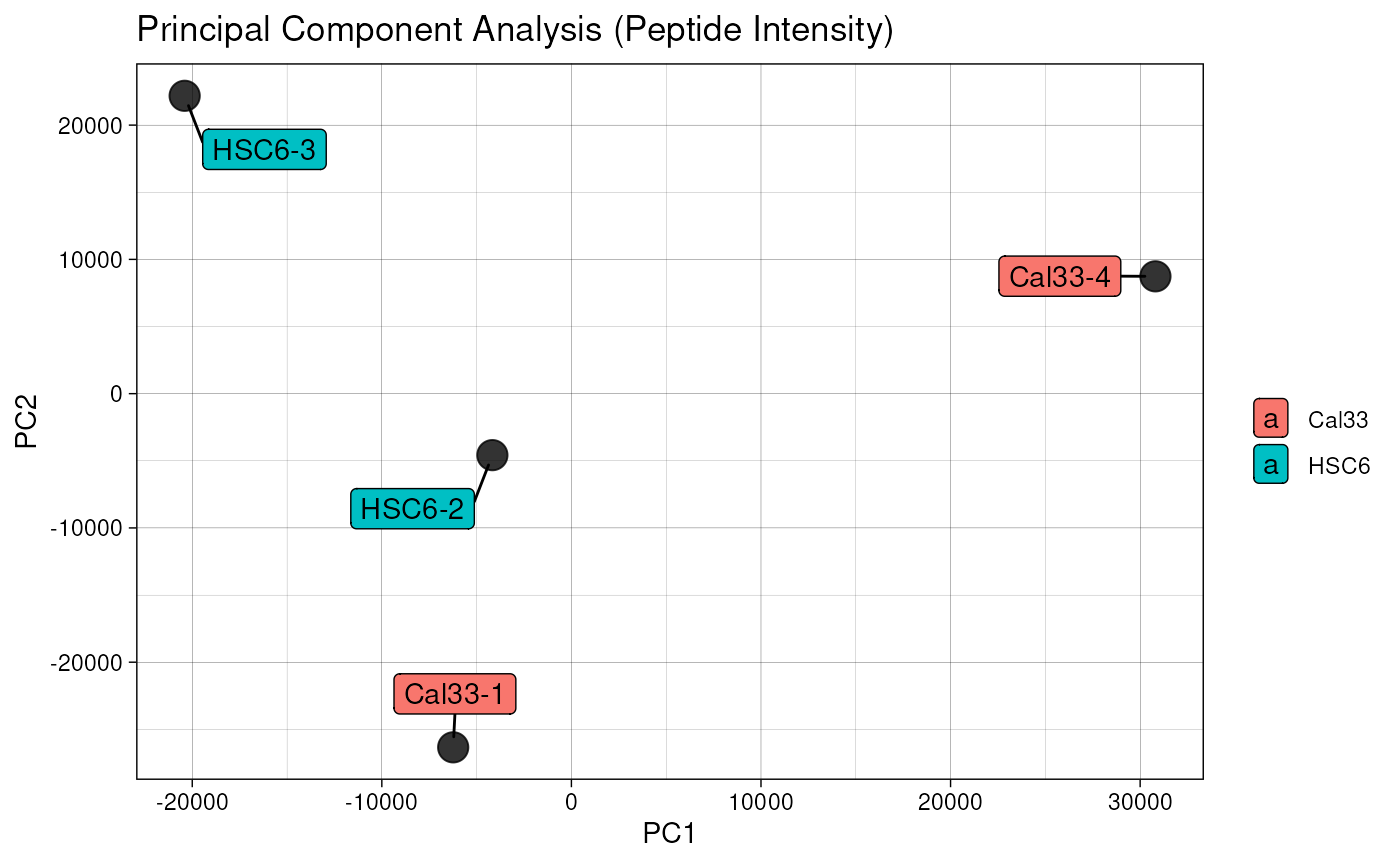 Principal Component Analysis (Peptide Intensity)
20000
HSC6-3
10000
Cal33-4
0
PC2
a Cal33
a HSC6
HSC6-2
-10000
-20000
Cal33-1
-20000 -10000 0 10000 20000 30000
PC1